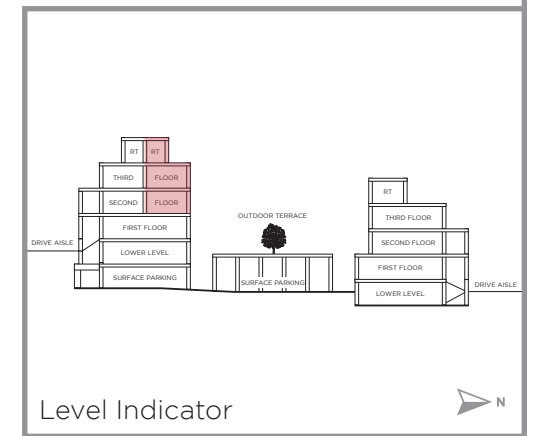 RT RT
THIRD FLOOR
SECOND FLOOR
FIRST FLOOR
DRIVE AISLE
LOWER LEVEL
SURFACE PARKING
OUTDOOR TERRACE
SURFACE PARKING
RT
THIRD FLOOR
SECOND FLOOR
FIRST FLOOR
LOWER LEVEL
DRIVE AISLE
Level Indicator
N